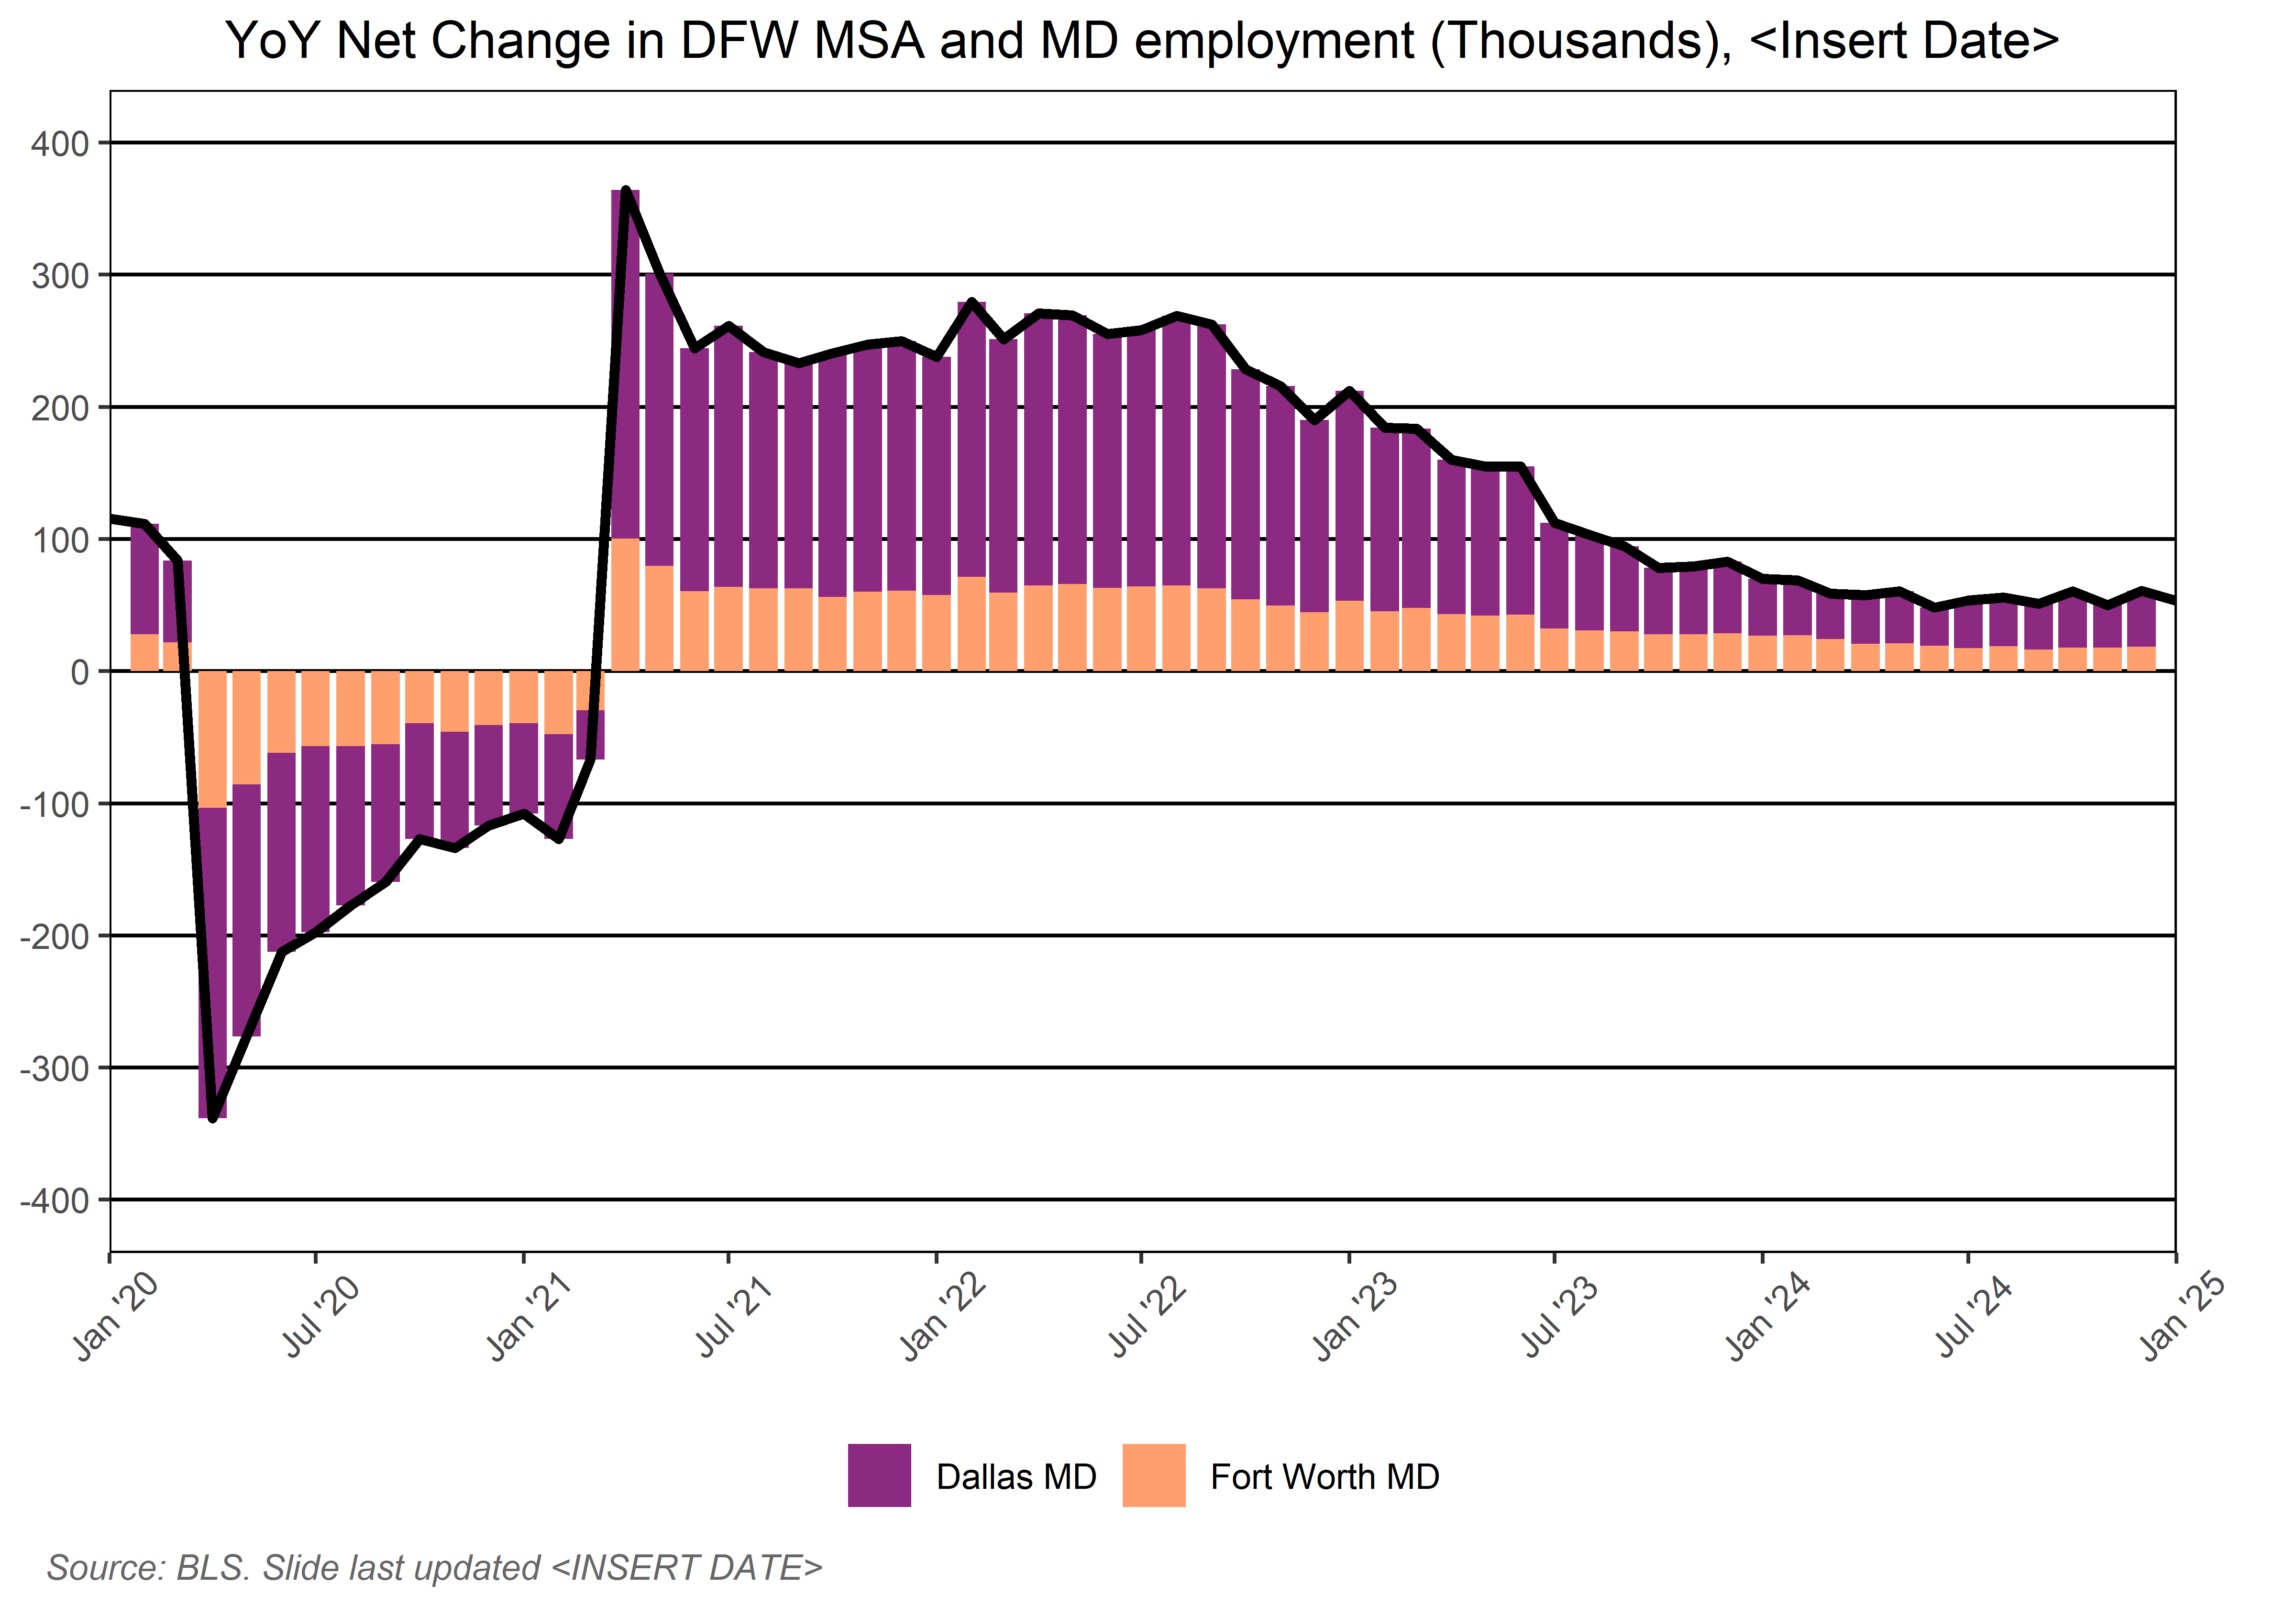 YoY Net Change in DFW MSA and MD employment (Thousands), <Insert Date>
400
300
200
100
0
-100
-200
-300
-400
Jan '20
Jul '20
Jan '21
Jul '21
Jan '22
Jul '22
Jan '23
Jul '23
Jan '24
Jul '24
Jan '25
Dallas MD
Fort Worth MD
Source: BLS. Slide last updated <INSERT DATE>